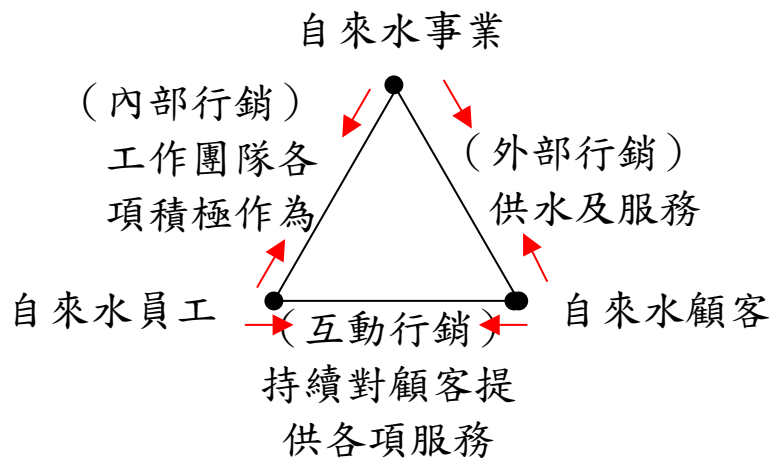 自來水事業
（內部行銷）
工作團隊各
項積極作為
（外部行銷）
供水及服務
自來水員工
自來水顧客
（互動行銷）
持續對顧客提
供各項服務